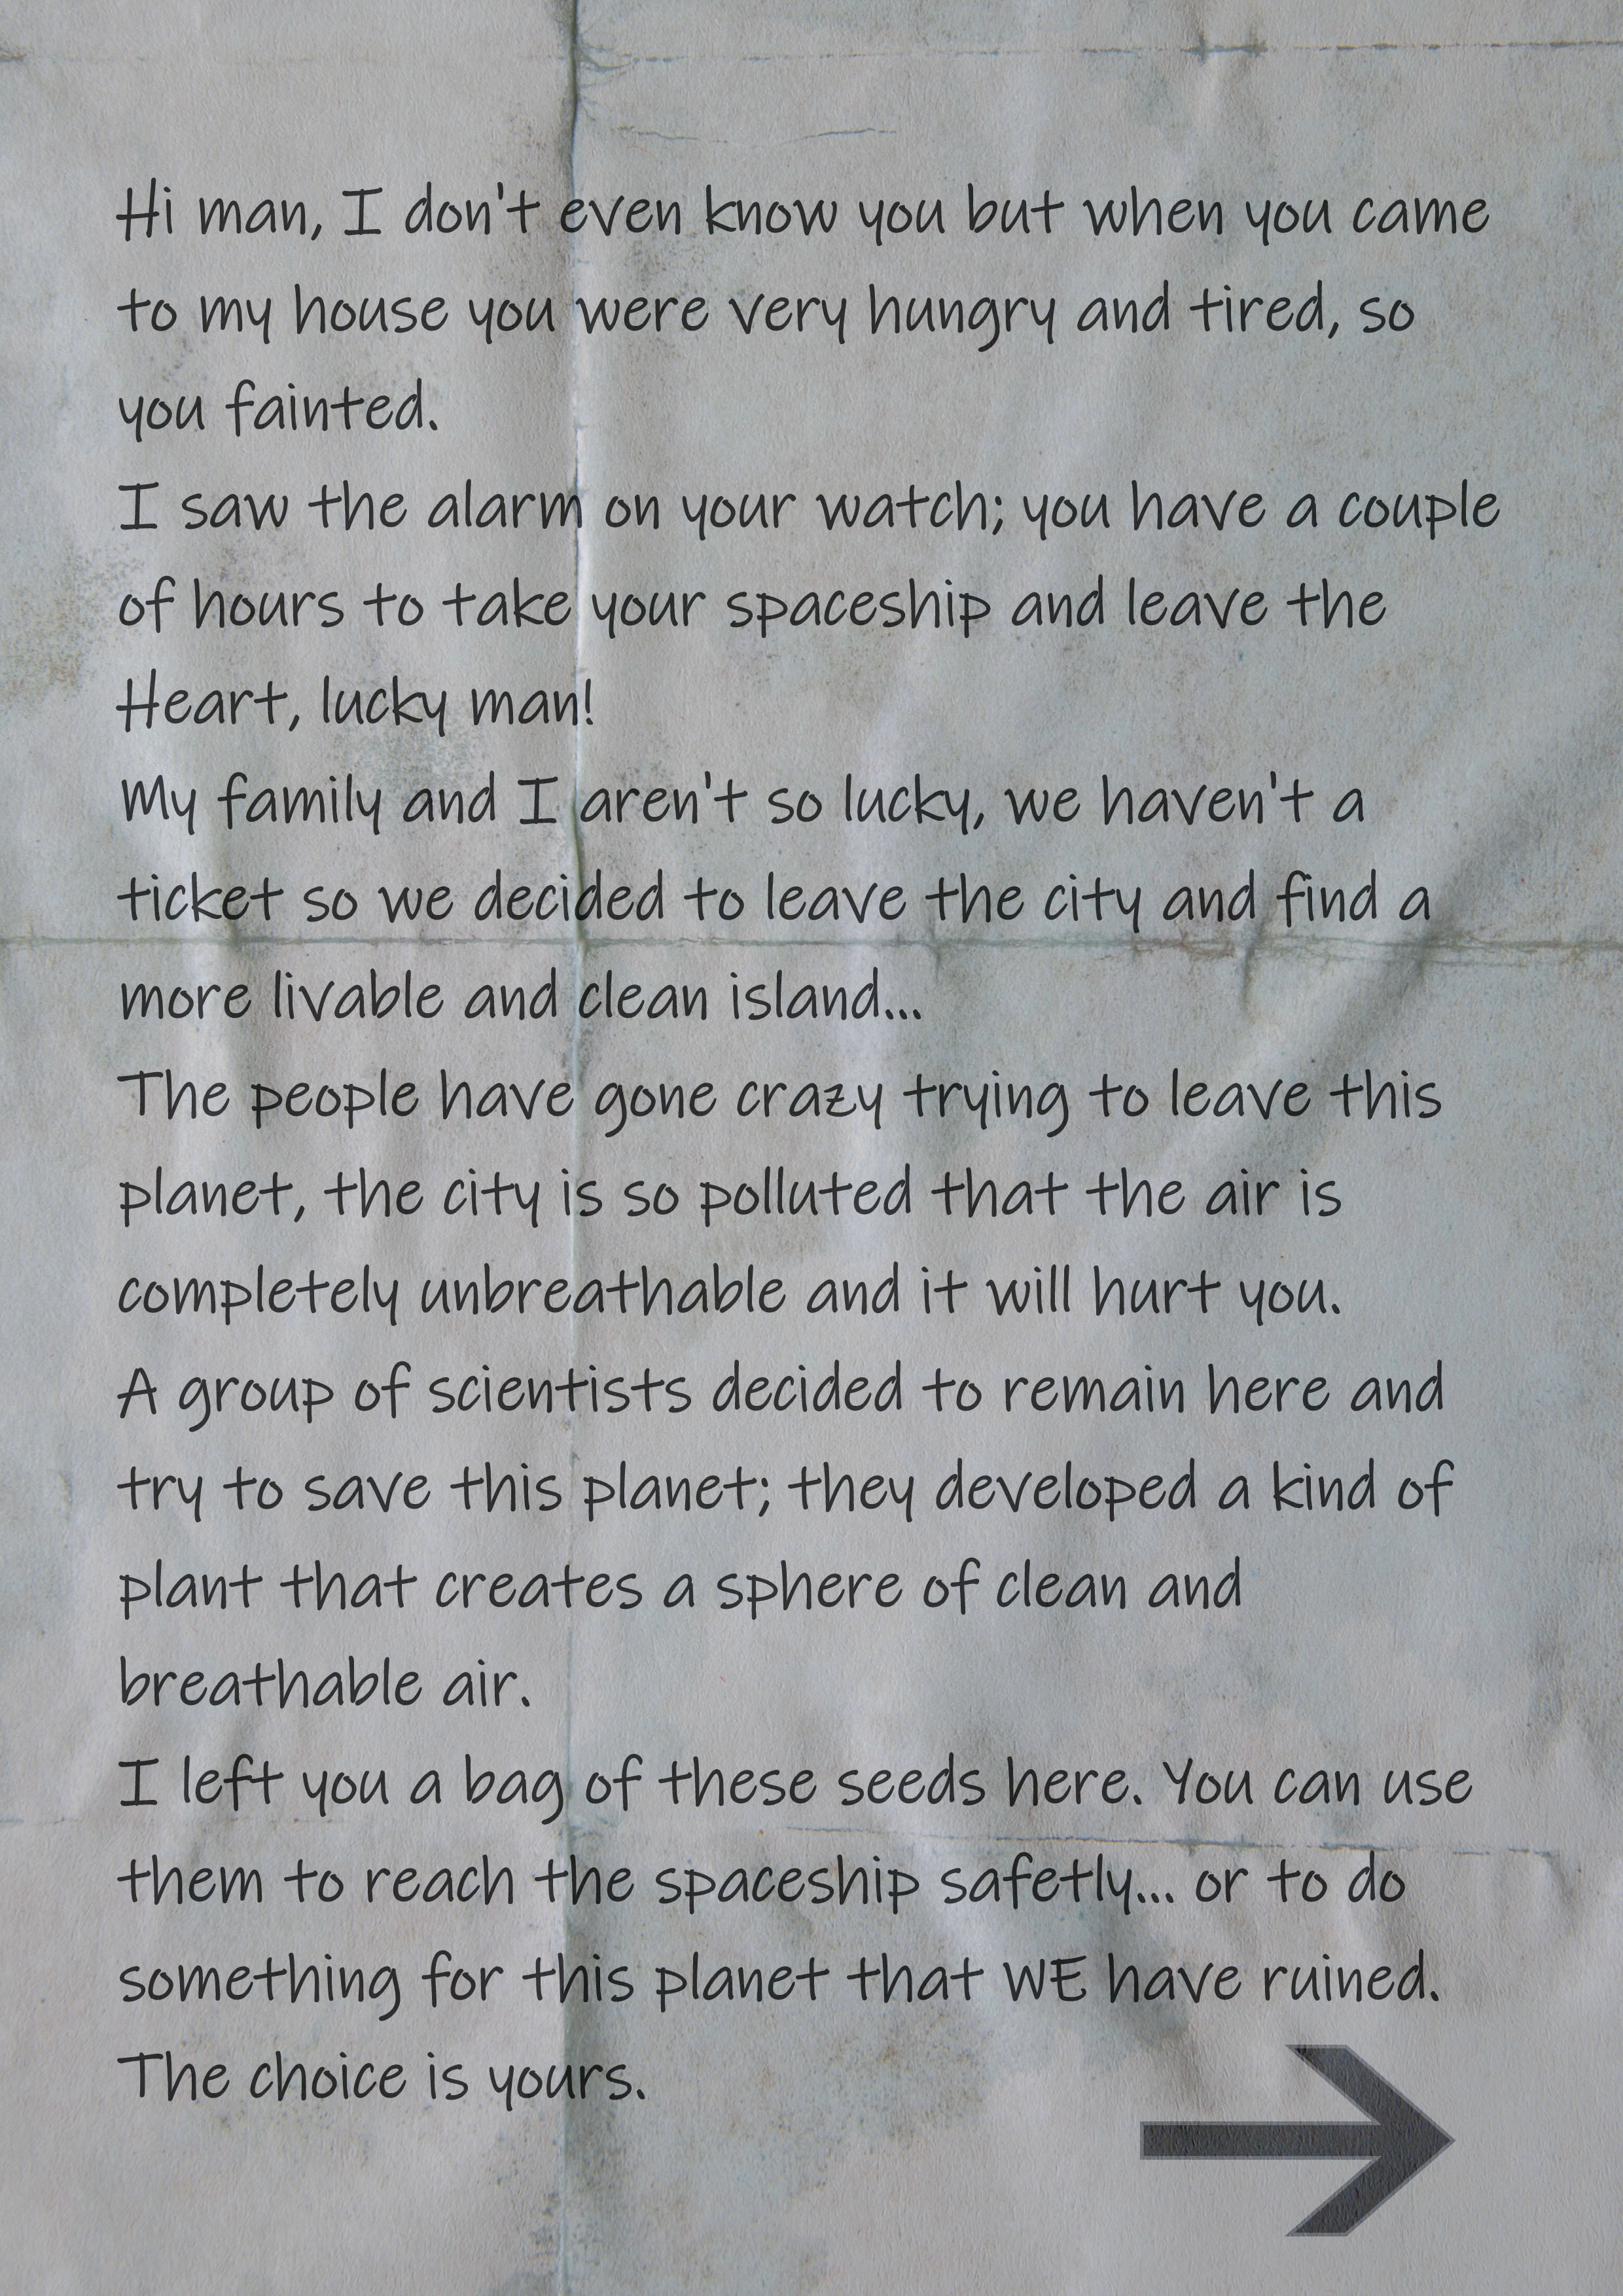 Hi man, I don't even know you but when you came
to my house you were very hungry and tired, so
you fainted.
I saw the alarm on your watch; you have a couple
of hours to take your spaceship and leave the
Heart, lucky man!
My family and I aren't so lucky, we haven't a
ticket so we decided to leave the city and find a
more livable and clean island...
The people have gone crazy trying to leave this
planet, the city is so polluted that the air is
completely unbreathable and it will hurt you.
A group of scientists decided to remain here and
try to save this planet; they developed a kind of
plant that creates a sphere of clean and
breathable air.
I left you a bag of these seeds here. You can use
them to reach the spaceship safetly... or to do
something for this planet that WE have ruined.
The choice is yours.